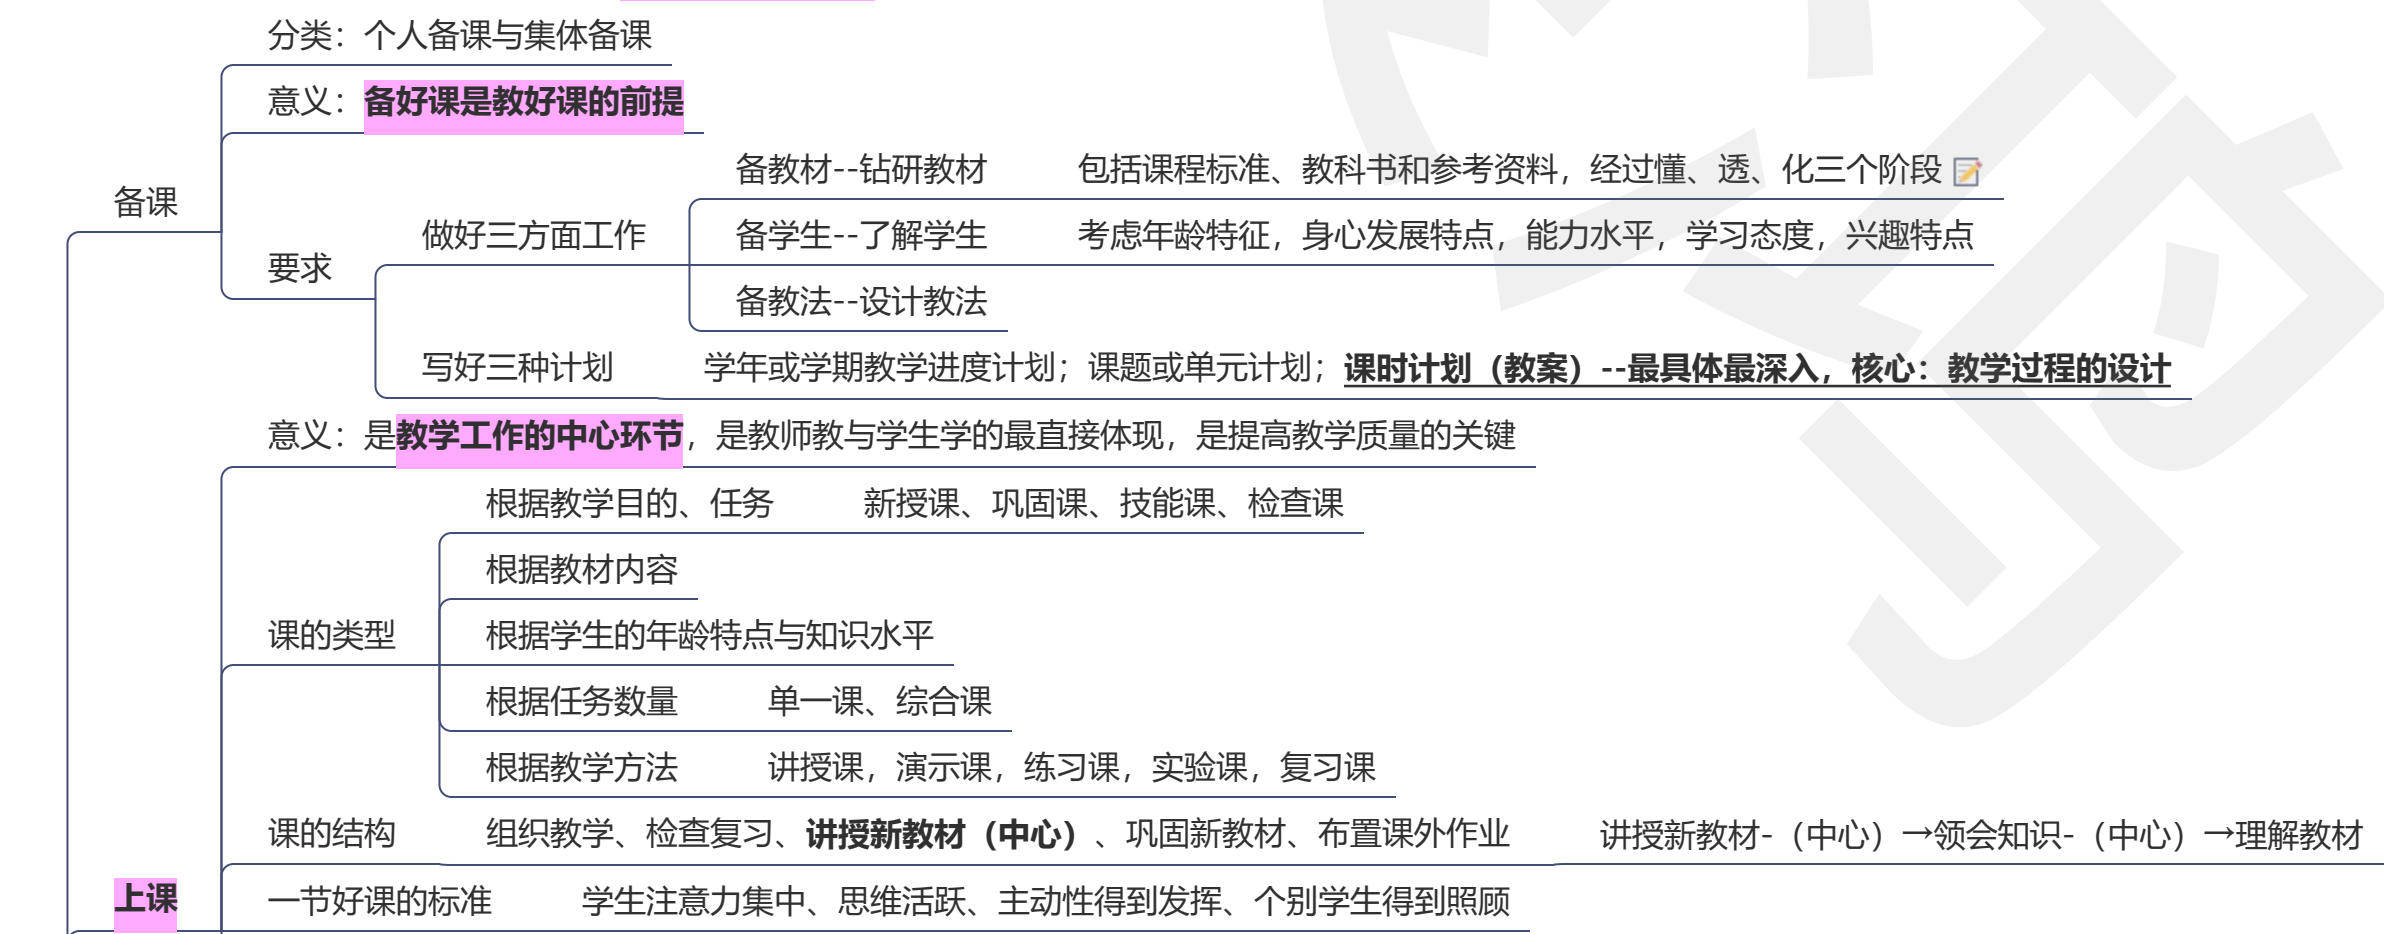 分类：个人备课与集体备课
意义：备好课是教好课的前提
备教材--钻研教材 包括课程标准、教科书和参考资料，经过懂、透、化三个阶段
备课
做好三方面工作 备学生--了解学生 考虑年龄特征，身心发展特点，能力水平，学习态度，兴趣特点
要求
备教法--设计教法
写好三种计划 学年或学期教学进度计划；课题或单元计划；课时计划（教案）--最具体最深入，核心：教学过程的设计
意义：是教学工作的中心环节，是教师教与学生学的最直接体现，是提高教学质量的关键
根据教学目的、任务 新授课、巩固课、技能课、检查课
根据教材内容
课的类型 根据学生的年龄特点与知识水平
根据任务数量 单一课、综合课
根据教学方法 讲授课，演示课，练习课，实验课，复习课
课的结构 组织教学、检查复习、讲授新教材（中心）、巩固新教材、布置课外作业 讲授新教材-（中心）→领会知识-（中心）→理解教材
上课
一节好课的标准 学生注意力集中、思维活跃、主动性得到发挥、个别学生得到照顾